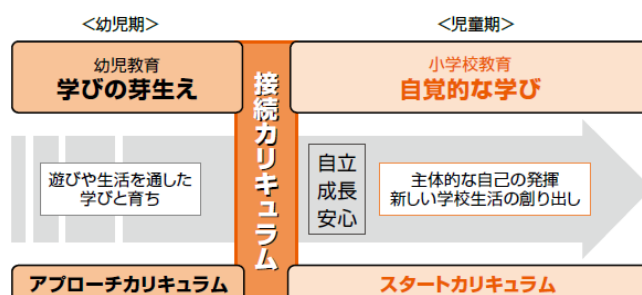 ＜幼児期＞
＜児童期＞
幼児教育
学びの芽生え
接続カリキュラム
小学校教育
自覚的な学び
遊びや生活を通した
学びと育ち
自立
成長
安心
主体的な自己の発揮
新しい学校生活の創り出し
アプローチカリキュラム
スタートカリキュラム